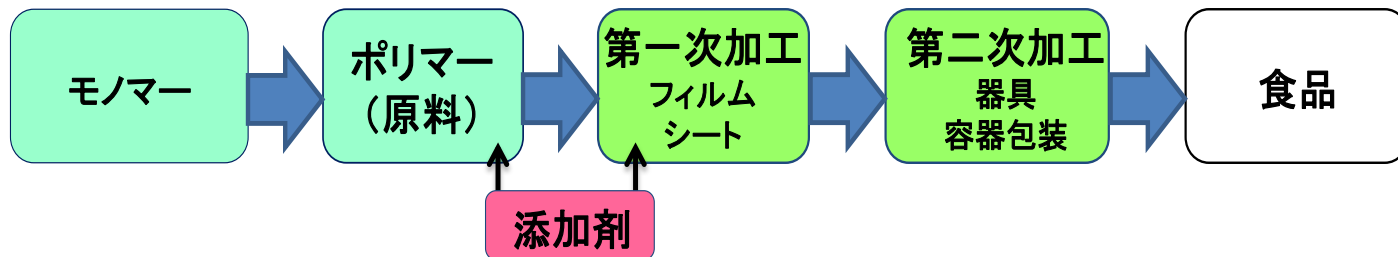 モノマー
ポリマー
（原料）
第一次加工
フィルム
シート
第二次加工
器具
容器包装
食品
添加剤